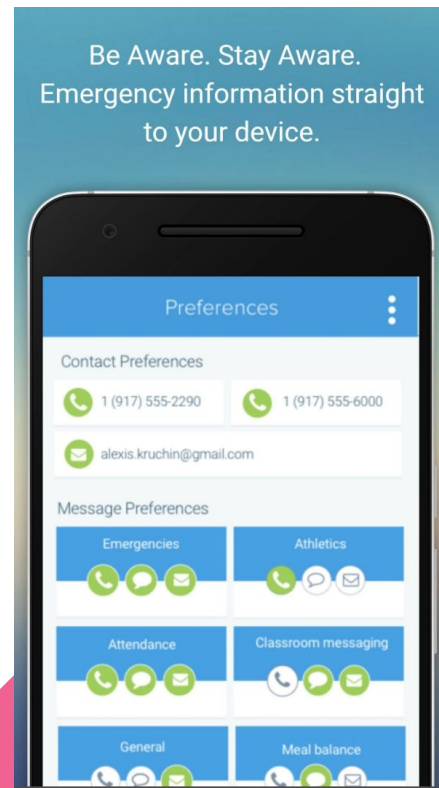 Be Aware. Stay Aware.
Emergency information straight
to your device.
Preferences
Contact Preferences
1 (917) 555-2290
1 (917) 555-6000
alexis.kruchin@gmail.com
Message Preferences
Emergencies
Athletics
Attendance
Classroom messaging
General
Meal balance